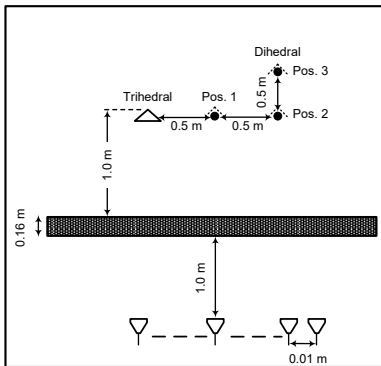 Dihedral
Pos. 3
Trihedral
Pos. 1
0.5 m
Pos. 2
0.5 m
0.5 m
1.0 m
0.16 m
1.0 m
0.01 m